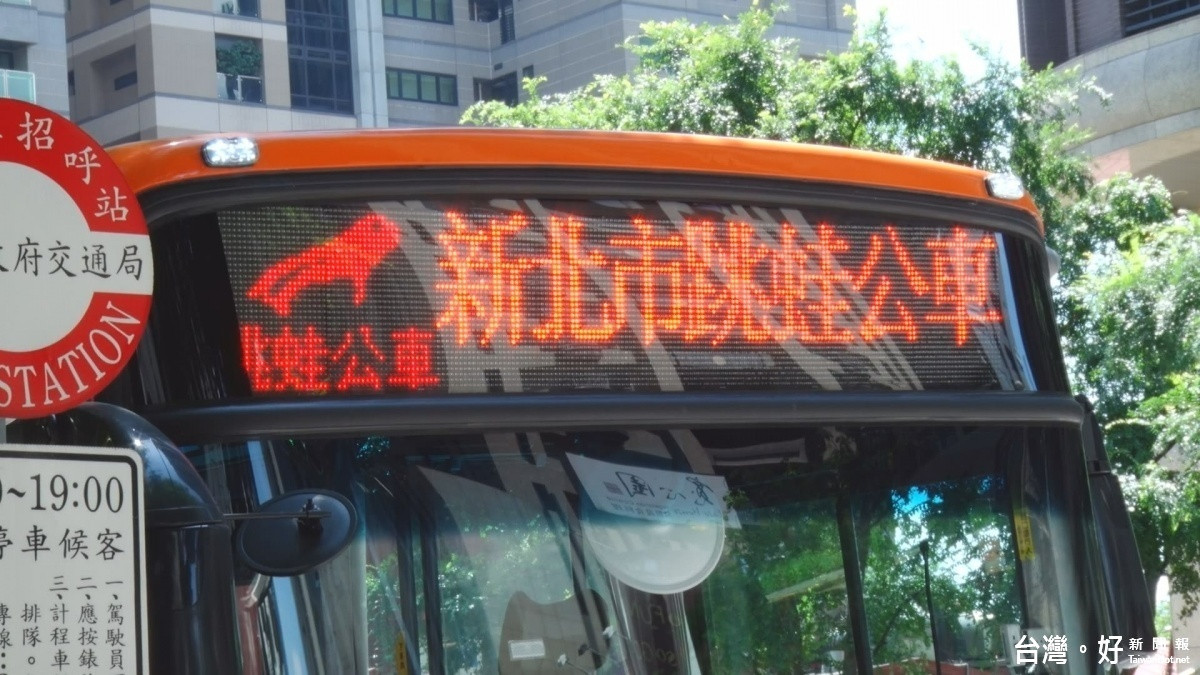 招呼站
府交通局
STATION
~19:00
停車候客
一、駕駛員
二、應按錶
三、計程車
排隊。
專線：
新北市跳蛙公車
蛙公車
台灣。好 新聞報